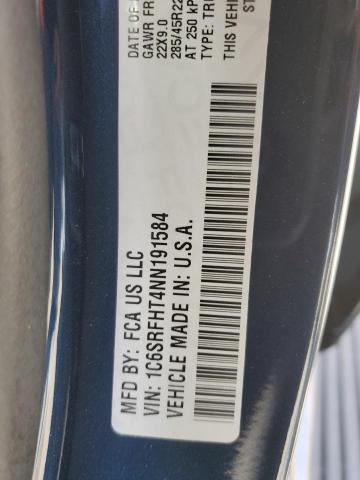 DATE OF
GAWR FR
22X9.0
285/45R22
AT 250 kP
TYPE: TR
THIS VEHI
ST
MFD BY: FCA US LLC
VIN: 1C6SRFHT4NN191584
VEHICLE MADE IN: U.S.A.